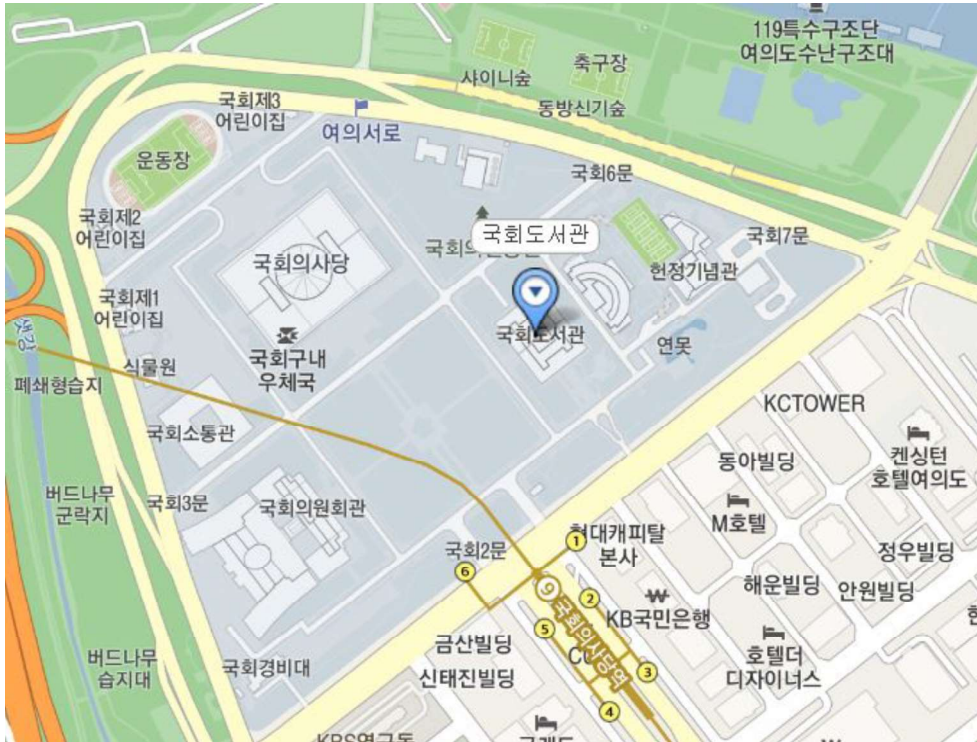 119특수구조단
여의도수난구조대
축구장
샤이니숲
동방신기숲
국회제3
어린이집
여의서로
운동장
국회6문
국회제2
어린이집
국회도서관
국회7문
국회의사당
헌정기념관
국회제1
어린이집
샛강
국회구내
우체국
국회도서관
연못
식물원
폐쇄형습지
KCTOWER
국회소통관
동아빌딩
켄싱턴
호텔여의도
버드나무
군락지
국회3문
국회의원회관
M호텔
현대캐피탈
본사
국회2문
1
정우빌딩
6
9
국회의사당역
2
해운빌딩
안원빌딩
KB국민은행
5
금산빌딩
호텔더
디자이너스
3
버드나무
습지대
국회경비대
신태진빌딩
4